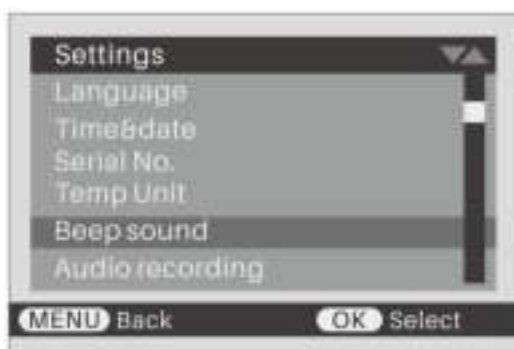 Settings
Language
Time&date
Serial No.
Temp Unit
Beep sound
Audio recording
MENU Back OK Select